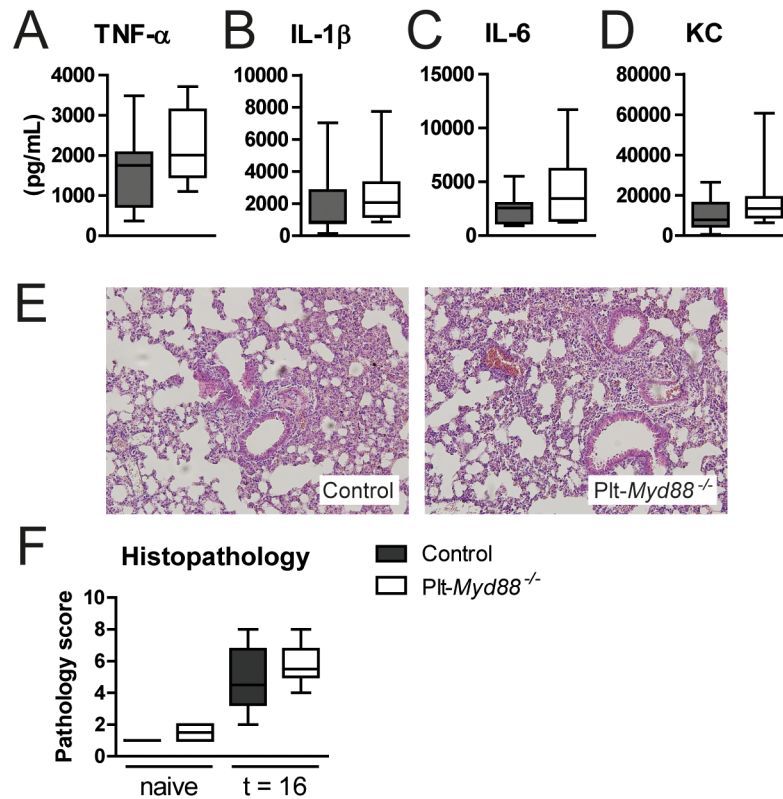 A TNF-α B IL-1β C IL-6 D KC
(pg/mL)
4000
3000
2000
1000
0
10000
8000
6000
4000
2000
0
15000
10000
5000
0
80000
60000
40000
20000
0
E
Control
Plt-Myd88 -/-
F
Histopathology
Control
Plt-Myd88 -/-
Pathology score
10
8
6
4
2
0
naive t = 16